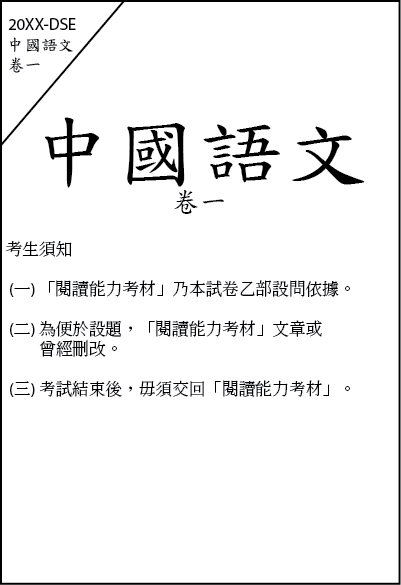 20XX-DSE
中國語文
卷一
中國語文
卷一
考生須知
(一) 「閱讀能力考材」乃本試卷乙部設問依據。
(二) 為便於設題，「閱讀能力考材」文章或
曾經刪改。
(三) 考試結束後，毋須交回「閱讀能力考材」。